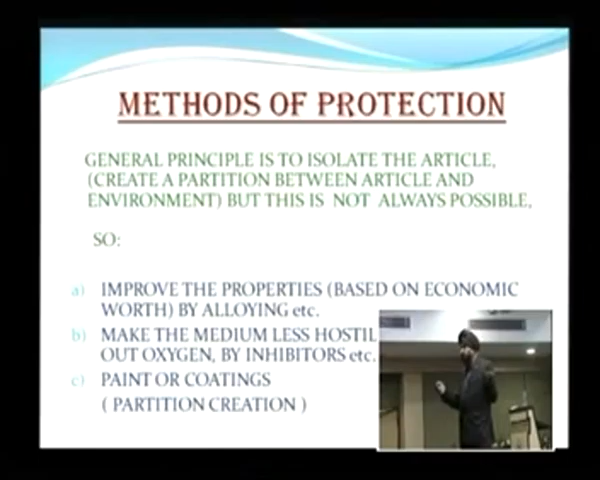 METHODS OF PROTECTION
GENERAL PRINCIPLE IS TO ISOLATE THE ARTICLE,
(CREATE A PARTITION BETWEEN ARTICLE AND
ENVIRONMENT) BUT THIS IS NOT ALWAYS POSSIBLE,
SO:
a) IMPROVE THE PROPERTIES (BASED ON ECONOMIC
WORTH) BY ALLOYING etc.
b) MAKE THE MEDIUM LESS HOSTIL
OUT OXYGEN, BY INHIBITORS etc.
c) PAINT OR COATINGS
( PARTITION CREATION )